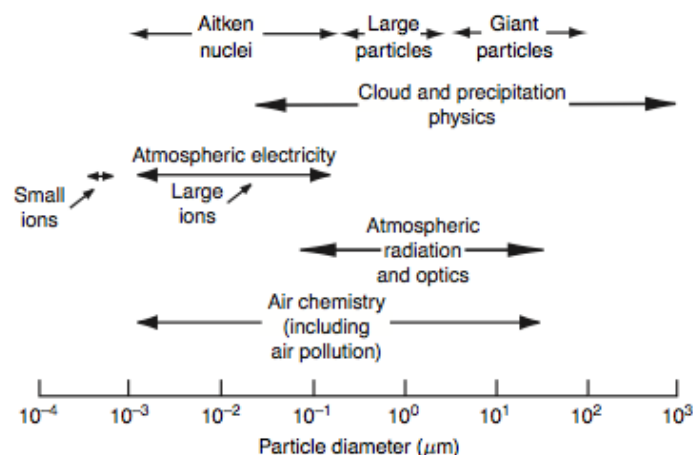 Aitken
nuclei
Large
particles
Giant
particles
Cloud and precipitation
physics
Atmospheric electricity
Small
ions
Large
ions
Atmospheric
radiation
and optics
Air chemistry
(including
air pollution)
10⁻⁴ 10⁻³ 10⁻² 10⁻¹ 10⁰ 10¹ 10² 10³
Particle diameter (μm)